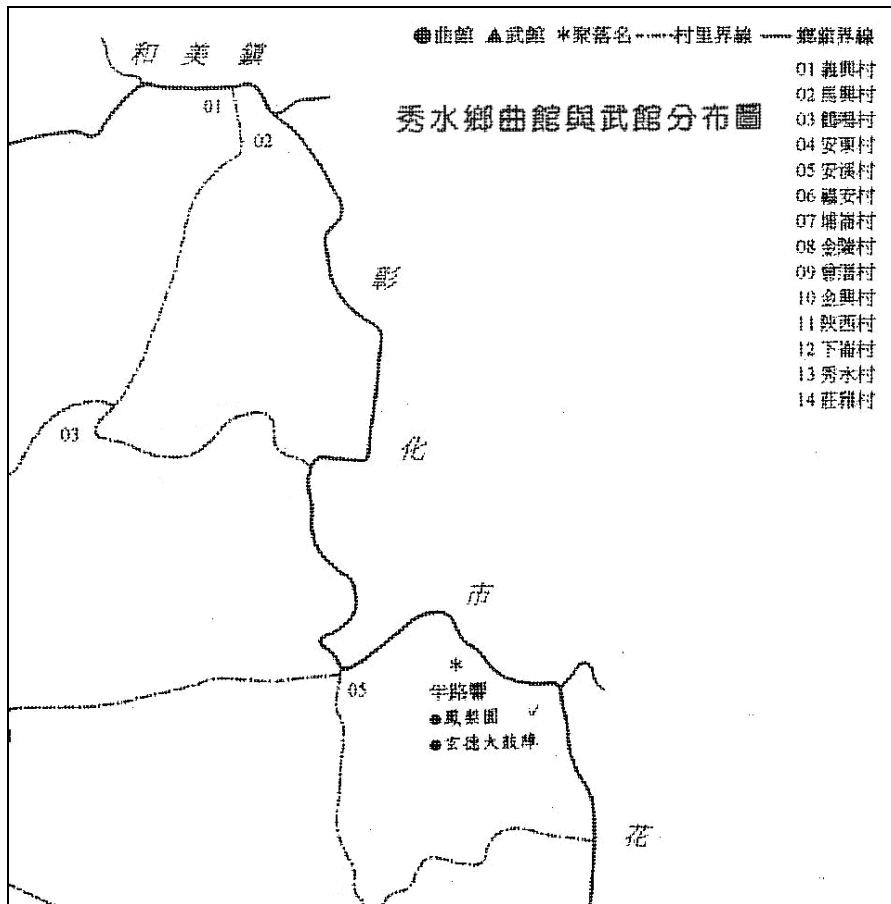 ●曲館 ▲武館 *聚落名 -----村里界線 —— 鄉鎮界線
秀水鄉曲館與武館分布圖
01 義興村
02 馬興村
03 鶴鳴村
04 安東村
05 安溪村
06 福安村
07 埔崙村
08 金陵村
09 曾厝村
10 金興村
11 陝西村
12 下崙村
13 秀水村
14 莊雅村
和美鎮
01
02
彰
03
化
市
*
半路響
05
●鳳梨園 ✓
●玄德大鼓陣
花